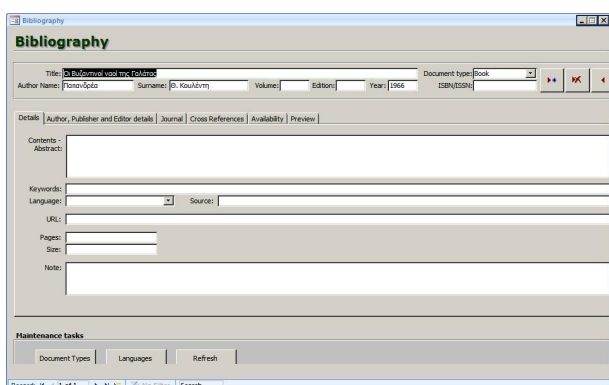 Bibliography
Bibliography
Title: Οι Βυζαντινοί ναοί της Γαλάτας Document type: Book
Author Name: Παπανδρέα Surname: Θ. Κουλέντη Volume: Edition: Year: 1966 ISBN/ISSN:
Details Author, Publisher and Editor details Journal Cross References Availability Preview
Contents -
Abstract:
Keywords:
Language: Source:
URL:
Pages:
Size:
Note:
Maintenance tasks
Document Types Languages Refresh
Record: 1 of 1 No Filter Search